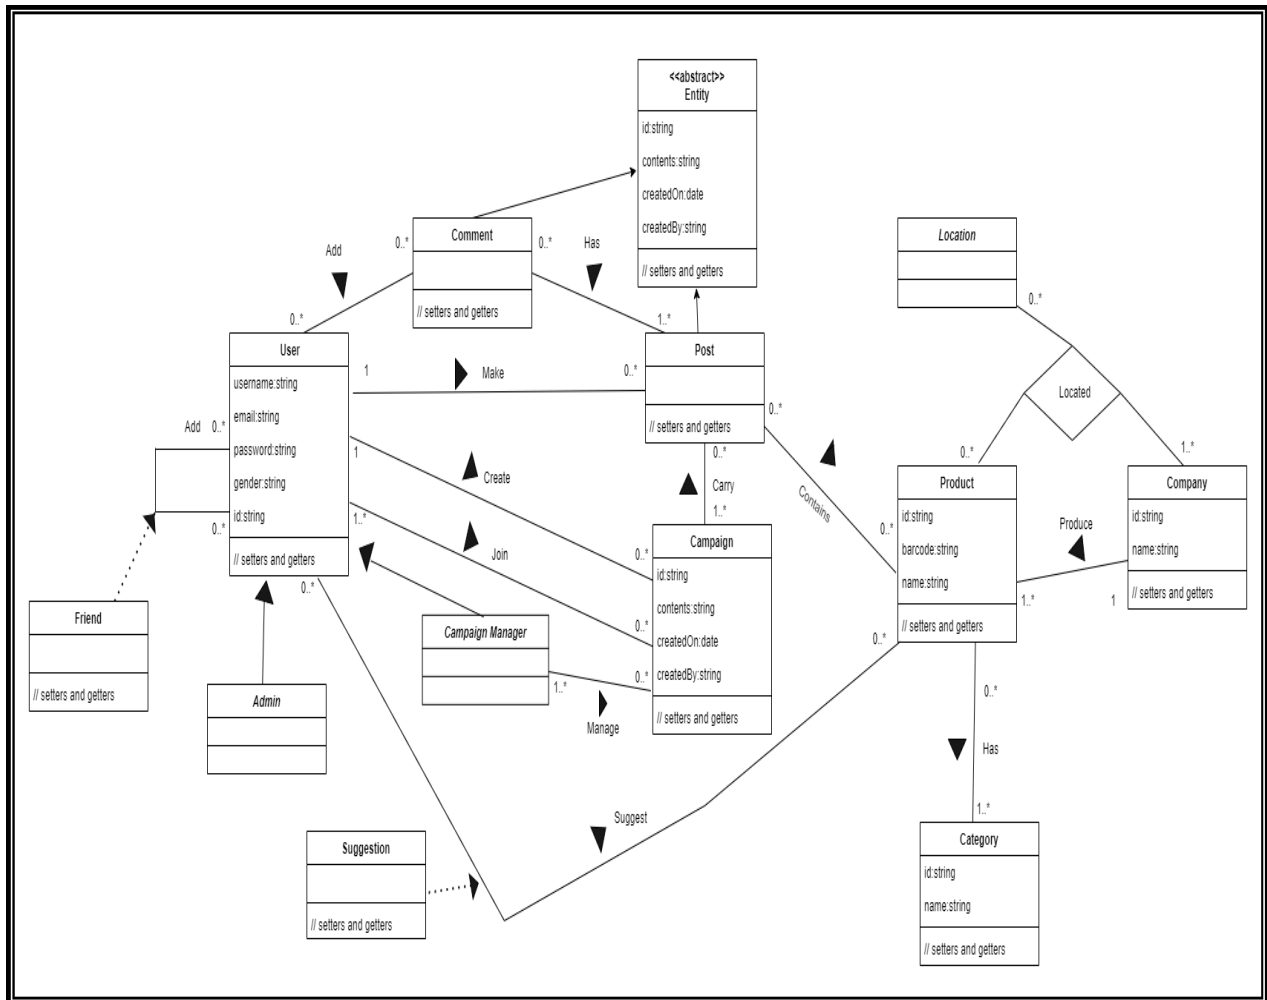 <<abstract>>
Entity
id:string
contents:string
createdOn:date
createdBy:string
// setters and getters
Comment
// setters and getters
0..*
Add
0..*
0..*
Has
1..*
Location
0..*
Located
0..*
1..*
User
username:string
email:string
password:string
gender:string
id:string
// setters and getters
Add
0..*
0..*
1
Make
0..*
Post
// setters and getters
0..*
Contains
0..*
0..*
Carry
1..*
1
Create
0..*
1..*
Join
0..*
Campaign
id:string
contents:string
createdOn:date
createdBy:string
// setters and getters
Product
id:string
barcode:string
name:string
// setters and getters
Company
id:string
name:string
// setters and getters
Produce
1..*
1
Friend
// setters and getters
Admin
Campaign Manager
1..*
0..*
Manage
0..*
Suggest
0..*
Suggestion
// setters and getters
0..*
Has
1..*
Category
id:string
name:string
// setters and getters